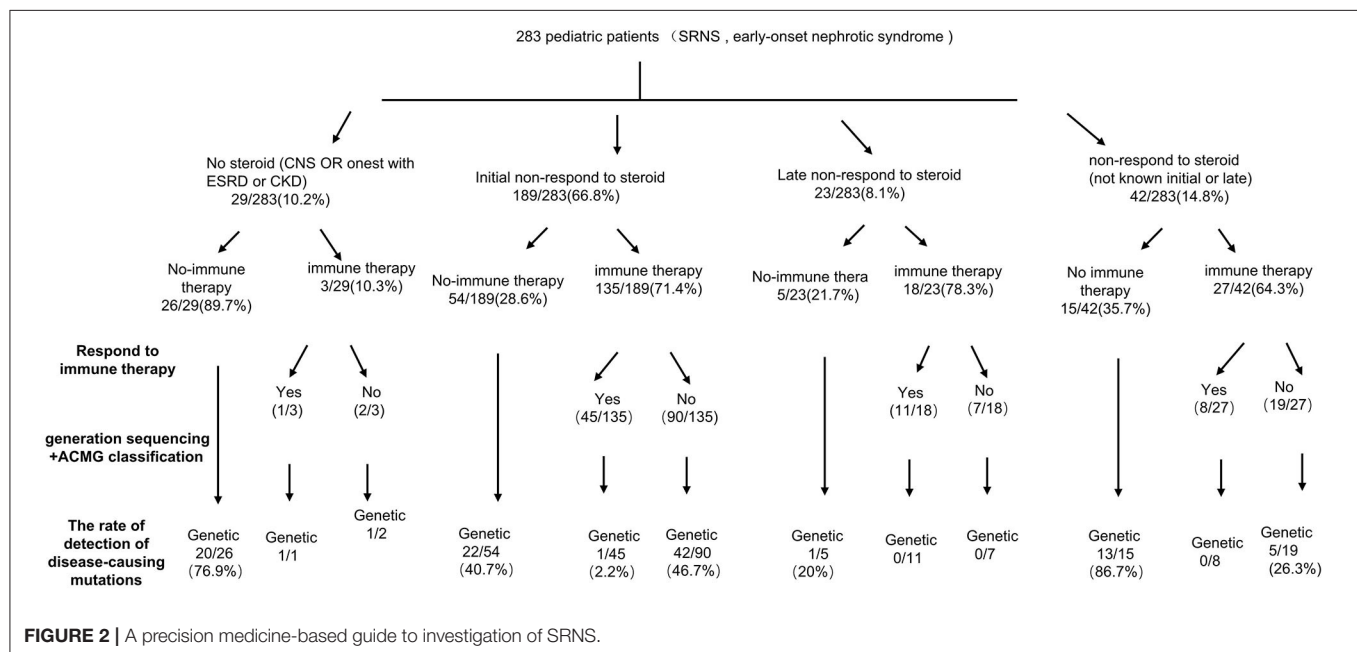 283 pediatric patients （SRNS , early-onset nephrotic syndrome ）
No steroid (CNS OR onest with
ESRD or CKD)
29/283(10.2%)
Initial non-respond to steroid
189/283(66.8%)
Late non-respond to steroid
23/283(8.1%)
non-respond to steroid
(not known initial or late)
42/283(14.8%)
No-immune
therapy
26/29(89.7%)
immune therapy
3/29(10.3%)
No-immune therapy
54/189(28.6%)
immune therapy
135/189(71.4%)
No-immune thera
5/23(21.7%)
immune therapy
18/23(78.3%)
No immune
therapy
15/42(35.7%)
immune therapy
27/42(64.3%)
Respond to
immune therapy
Yes
(1/3)
No
(2/3)
Yes
(45/135)
No
(90/135)
Yes
(11/18)
No
(7/18)
Yes
(8/27)
No
(19/27)
generation sequencing
+ACMG classification
The rate of
detection of
disease-causing
mutations
Genetic
20/26
(76.9%)
Genetic
1/1
Genetic
1/2
Genetic
22/54
(40.7%)
Genetic
1/45
(2.2%)
Genetic
42/90
(46.7%)
Genetic
1/5
(20%)
Genetic
0/11
Genetic
0/7
Genetic
13/15
(86.7%)
Genetic
0/8
Genetic
5/19
(26.3%)
FIGURE 2 | A precision medicine-based guide to investigation of SRNS.